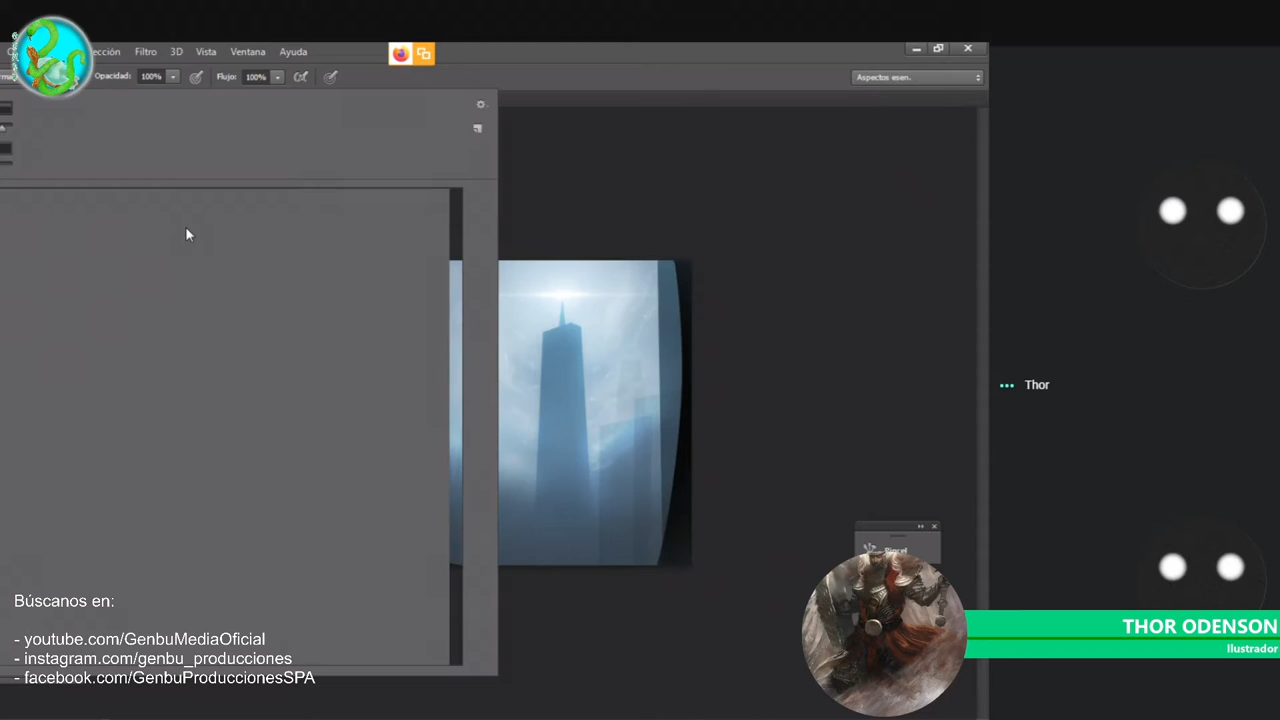 Filtro 3D Vista Ventana Ayuda
Opacidad: 100% Flujo: 100% Aspectos esen.
Thor
Pincel
Búscanos en:
- youtube.com/GenbuMediaOficial
- instagram.com/genbu_producciones
- facebook.com/GenbuProduccionesSPA
THOR ODENSON
Ilustrador